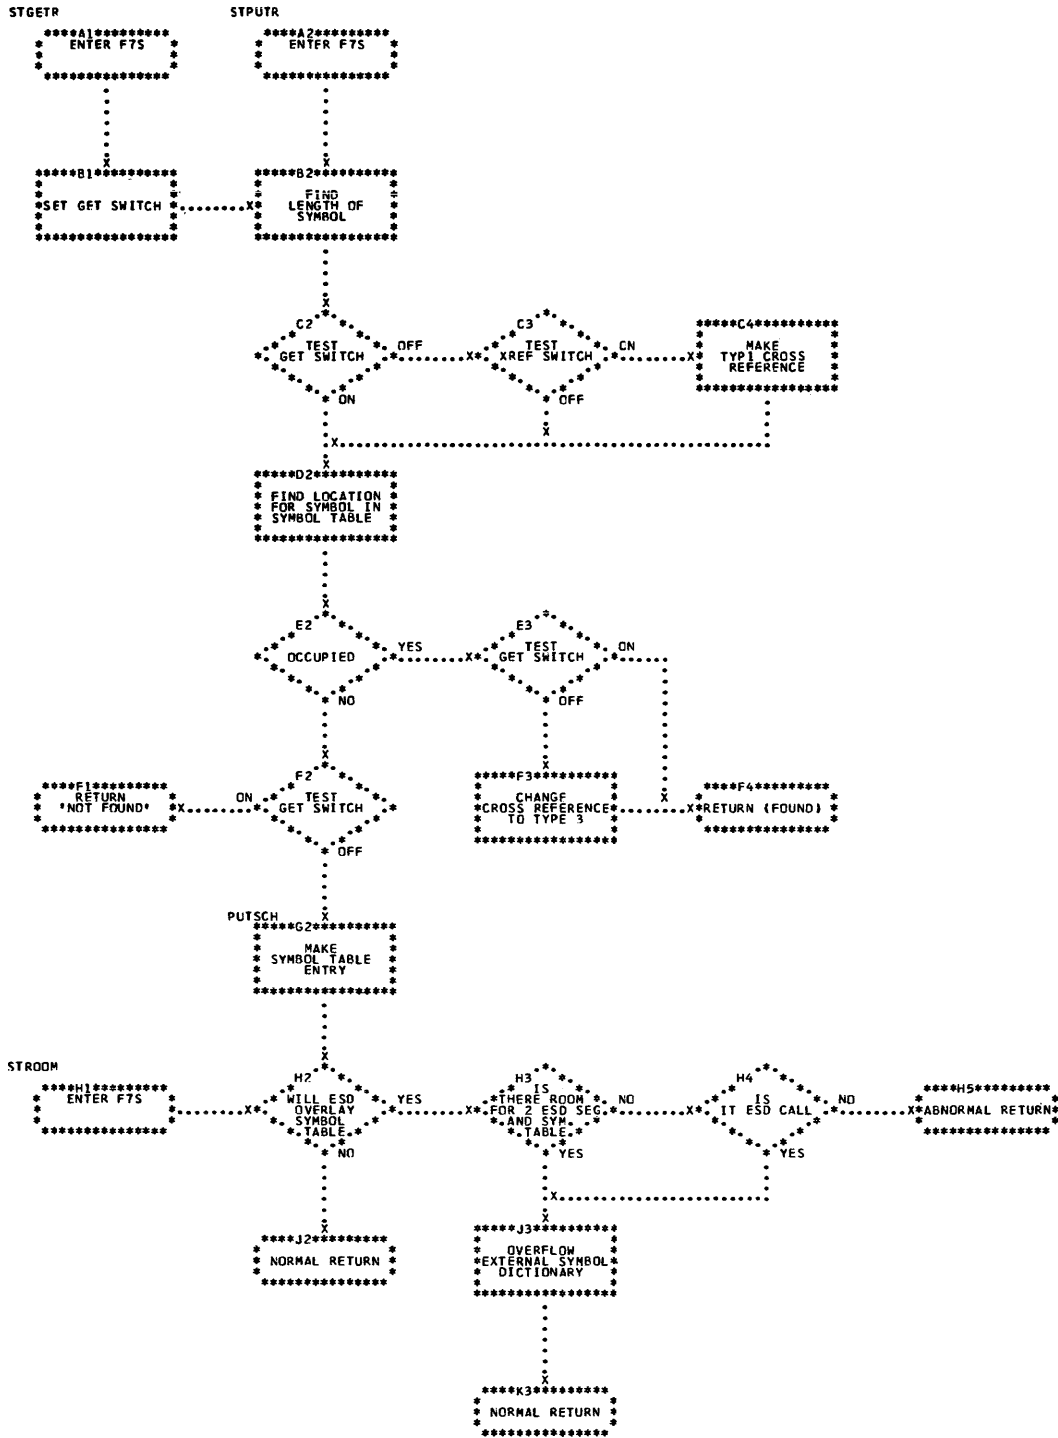 STGETR STPUTR
A1 A2
ENTER F7S ENTER F7S
B1 B2
SET GET SWITCH
FIND
LENGTH OF
SYMBOL
C2
TEST
GET SWITCH
OFF
ON
C3
TEST
XREF SWITCH
CN
OFF
C4
MAKE
TYP1 CROSS
REFERENCE
D2
FIND LOCATION
FOR SYMBOL IN
SYMBOL TABLE
E2
OCCUPIED
YES
NO
E3
TEST
GET SWITCH
ON
OFF
F1
RETURN
'NOT FOUND'
F2
TEST
GET SWITCH
ON
OFF
F3
CHANGF
CROSS REFERENCE
TO TYPE 3
F4
RETURN (FOUND)
PUTSCH
G2
MAKE
SYMBOL TABLE
ENTRY
STROOM
H1
ENTER F7S
H2
WILL ESD
OVERLAY
SYMBOL
TABLE
YES
NO
H3
IS
THERE ROOM
FOR 2 ESD SEG
AND SYM
TABLE
NO
YES
H4
IS
IT ESD CALL
NO
YES
H5
ABNORMAL RETURN
J2
NORMAL RETURN
J3
OVERFLOW
EXTERNAL SYMBOL
DICTIONARY
K3
NORMAL RETURN